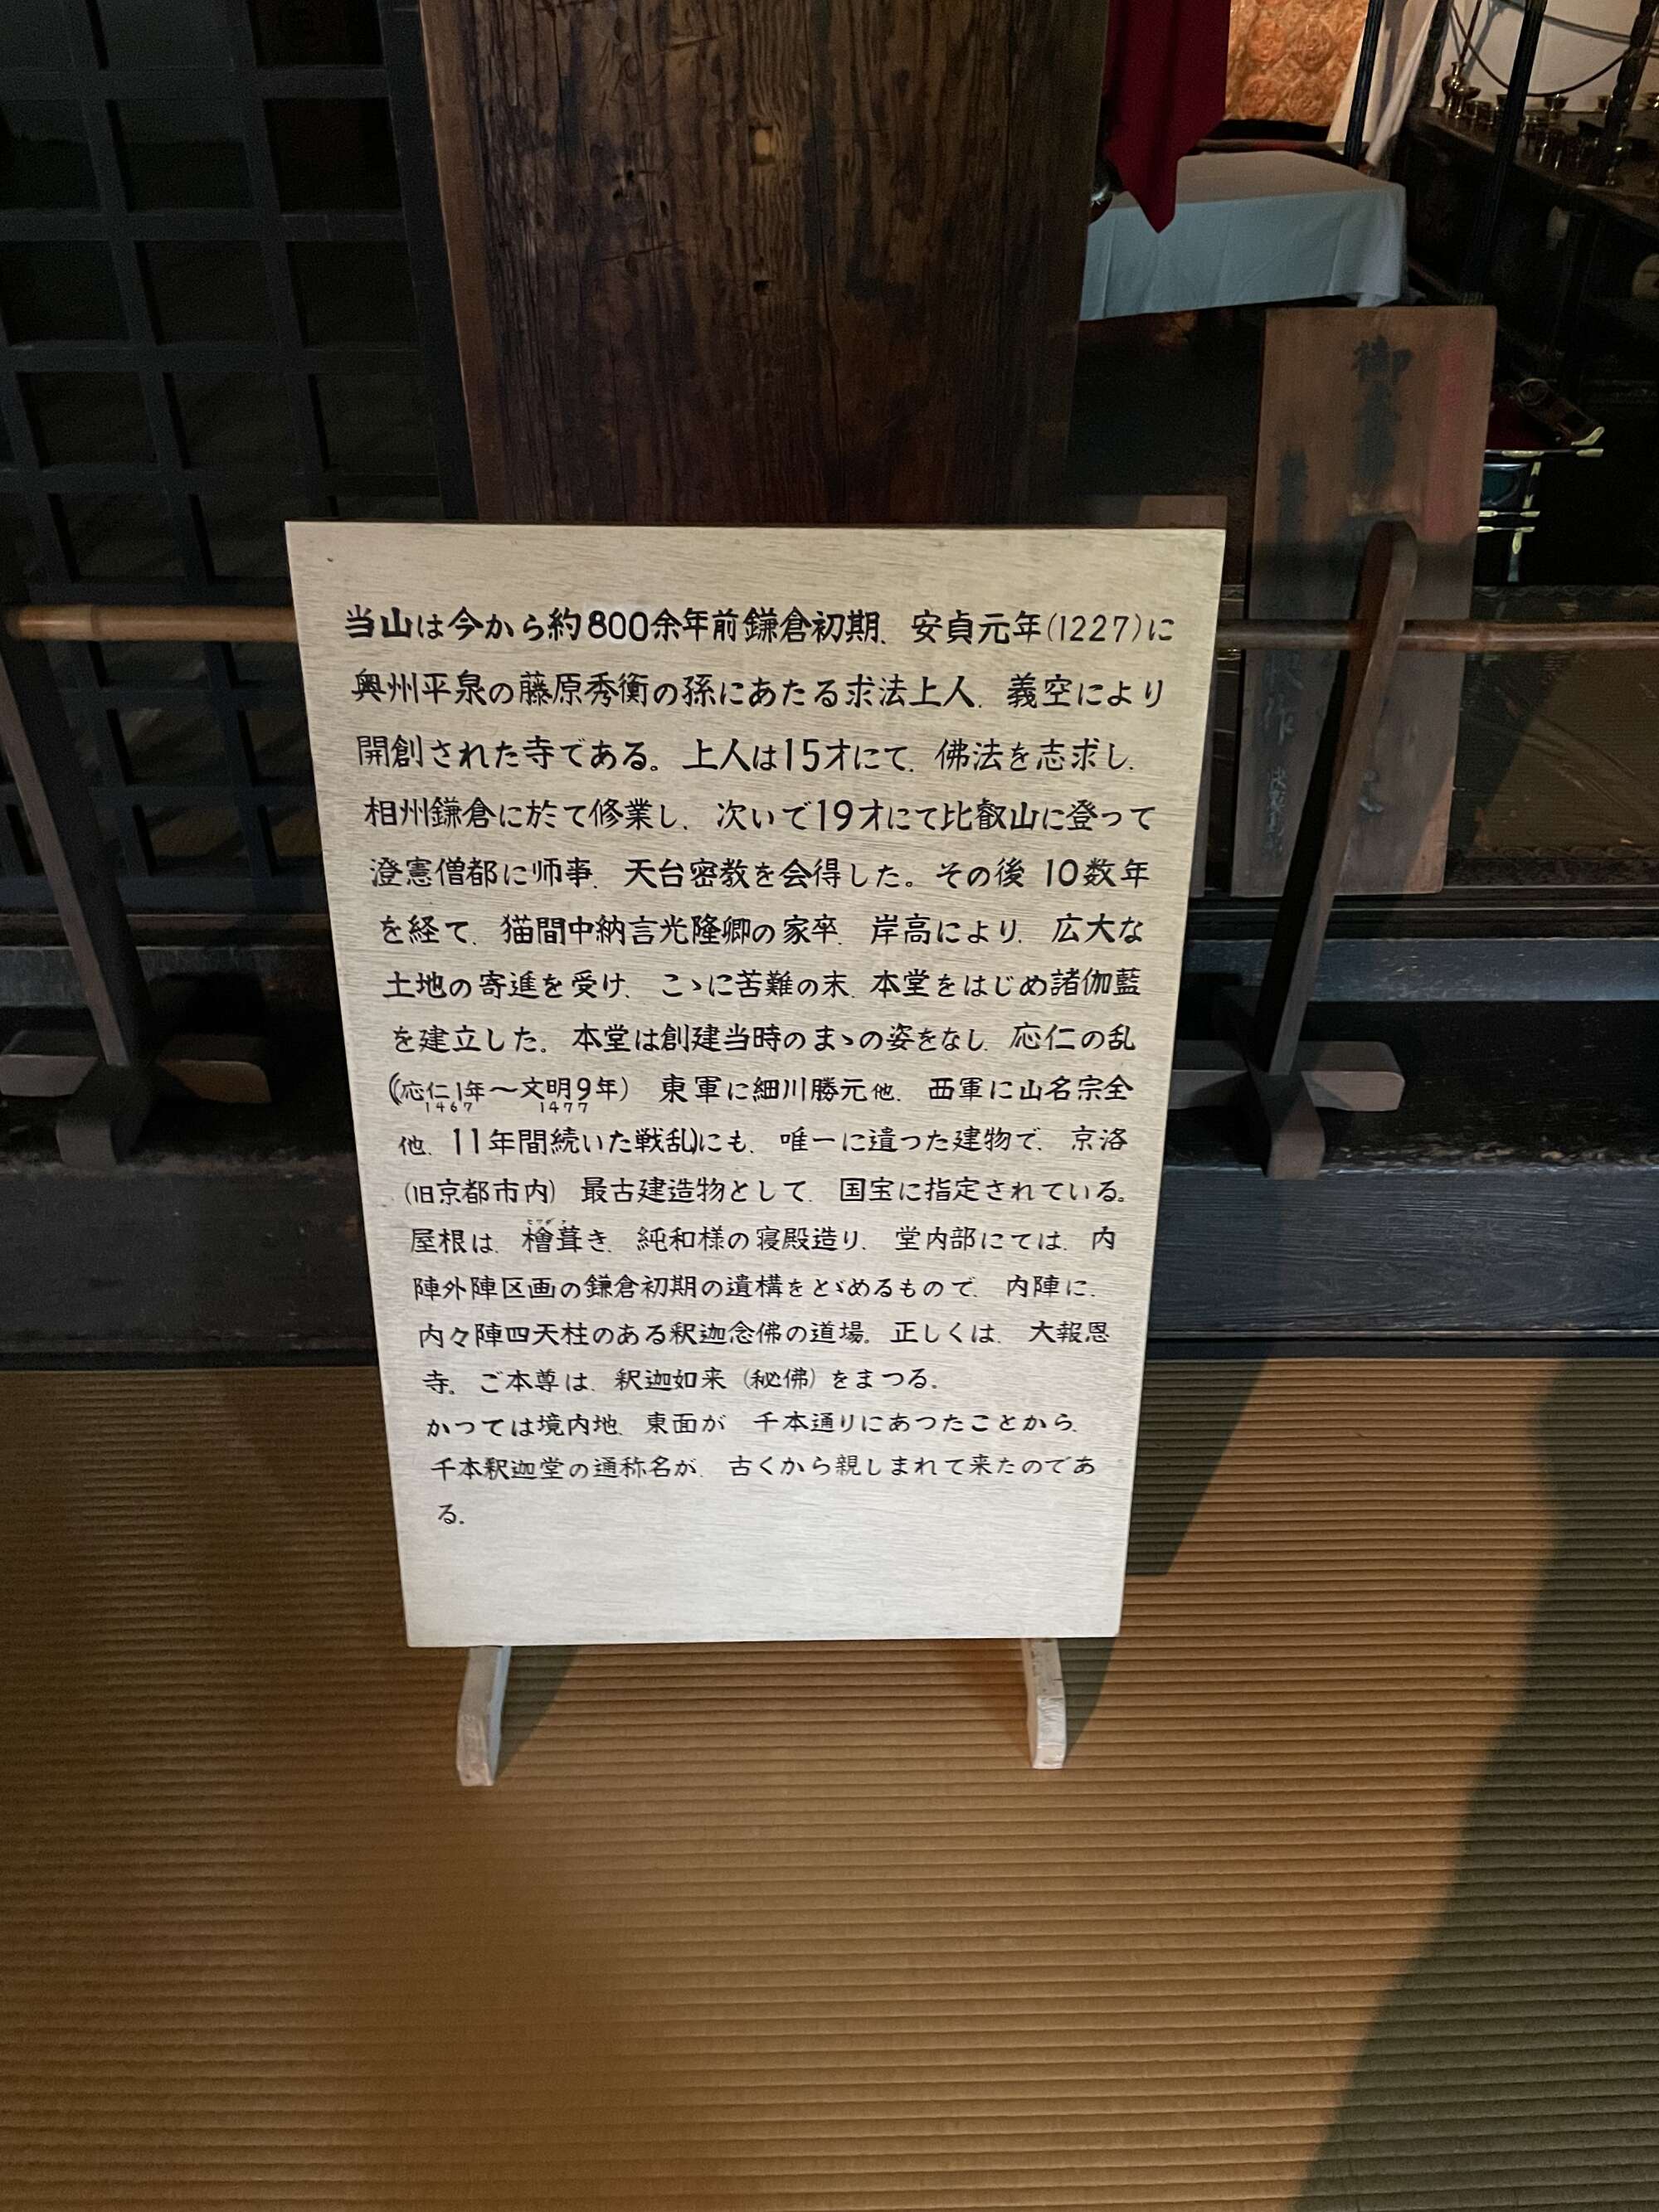 当山は今から約800余年前鎌倉初期、安貞元年(1227)に
奥州平泉の藤原秀衡の孫にあたる求法上人、義空により
開創された寺である。上人は15才にて、佛法を志求し、
相州鎌倉に於て修業し、次いで19才にて比叡山に登って
澄憲僧都に师事、天台密教を会得した。その後 10数年
を経て、猫間中納言光隆卿の家卒、岸高により、広大な
土地の寄進を受け、こゝに苦難の末、本堂をはじめ諸伽藍
を建立した。本堂は創建当時のまゝの姿をなし、応仁の乱
(応仁1年〜文明9年) 東軍に細川勝元他、西軍に山名宗全
1467 1477
他、11年間続いた戦乱)にも、唯一に遺った建物で、京洛
(旧京都市内) 最古建造物として、国宝に指定されている。
屋根は、檜葺き、純和様の寝殿造り、堂内部にては、内
陣外陣区画の鎌倉初期の遺構をとゞめるもので、内陣に、
内々陣四天柱のある釈迦念佛の道場。正しくは、大報恩
寺。ご本尊は、釈迦如来 (秘佛) をまつる。
かつては境内地、東面が 千本通りにあつたことから、
千本釈迦堂の通称名が、古くから親しまれて来たのであ
る。
御
作